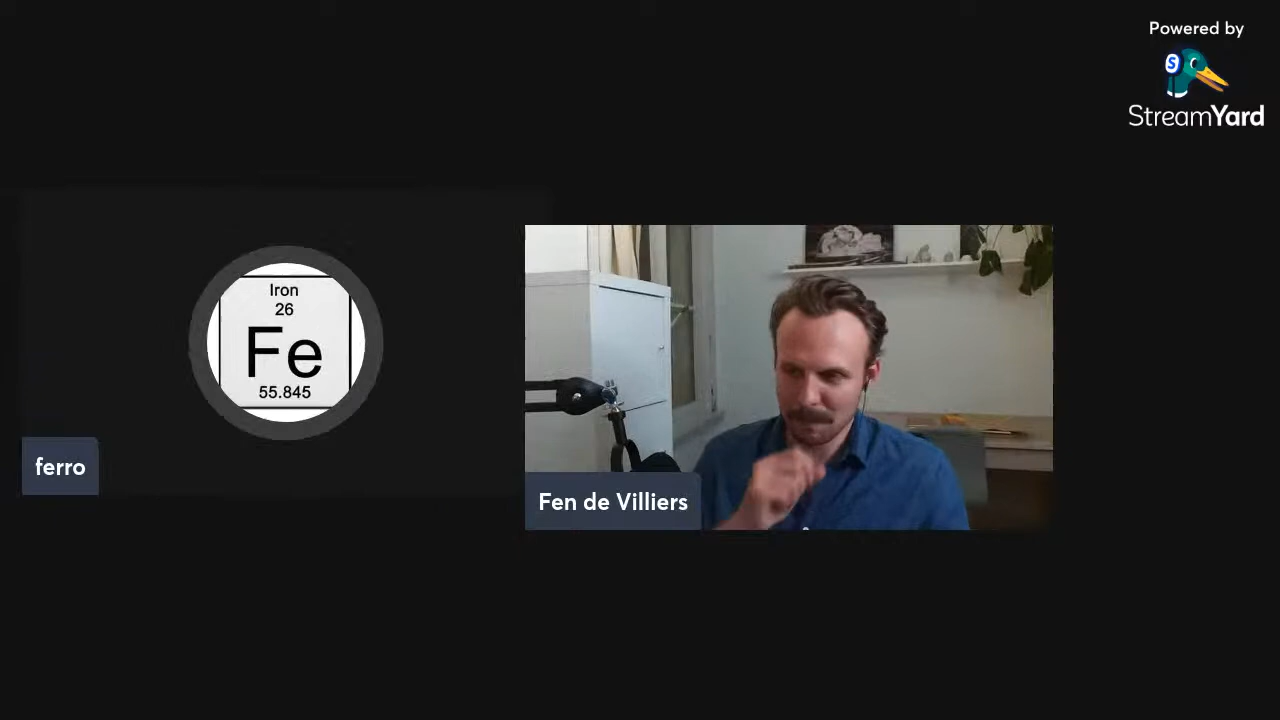 Powered by
S
StreamYard
Iron
26
Fe
55.845
ferro
Fen de Villiers